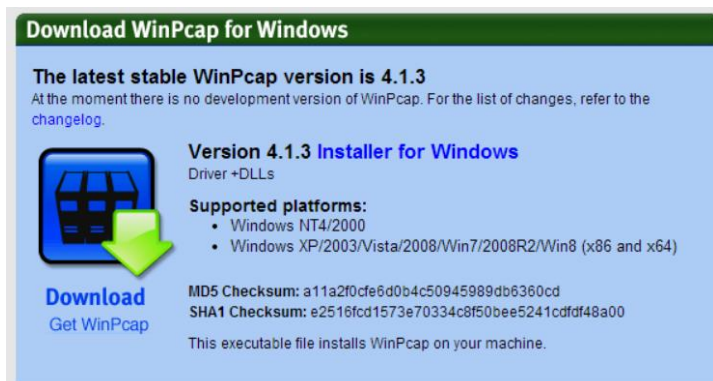 Download WinPcap for Windows
The latest stable WinPcap version is 4.1.3
At the moment there is no development version of WinPcap. For the list of changes, refer to the
changelog.
Version 4.1.3 Installer for Windows
Driver +DLLs
Supported platforms:
• Windows NT4/2000
• Windows XP/2003/Vista/2008/Win7/2008R2/Win8 (x86 and x64)
Download
Get WinPcap
MD5 Checksum: a11a2f0cfe6d0b4c50945989db6360cd
SHA1 Checksum: e2516fcd1573e70334c8f50bee5241cdfdf48a00
This executable file installs WinPcap on your machine.